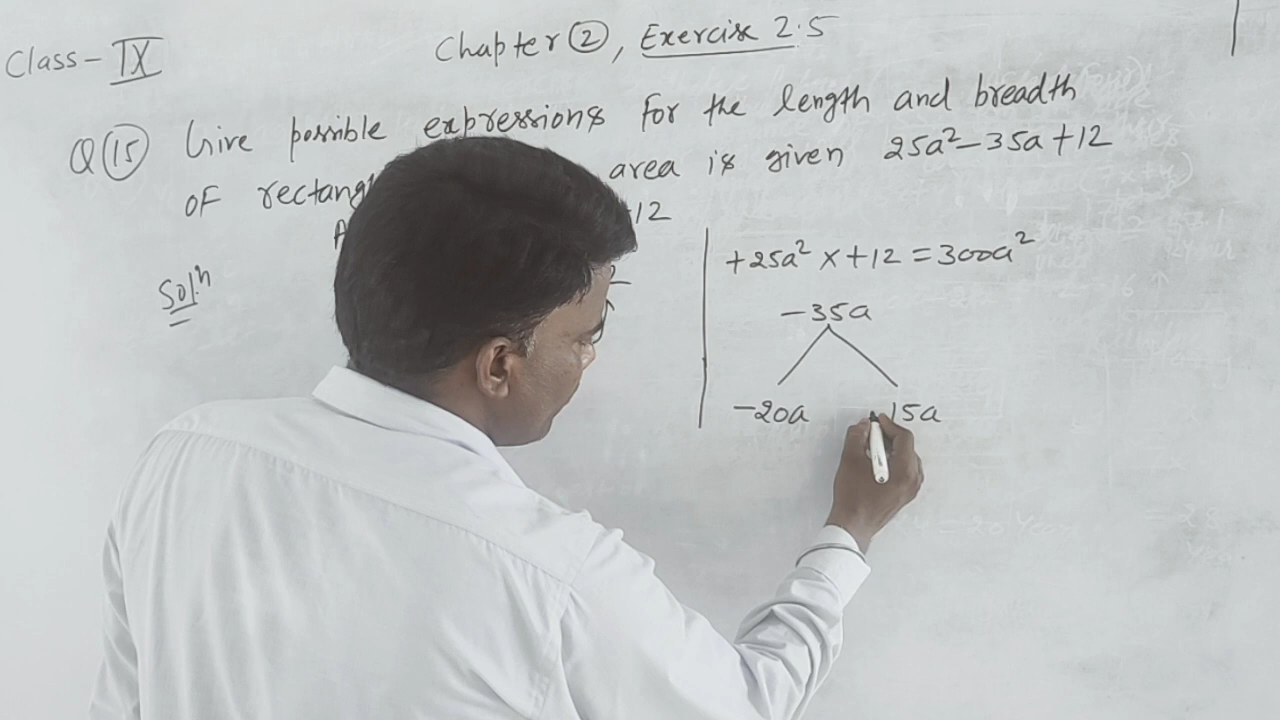 Class - IX
Chapter ②, Exercise 2.5
Q ⑮ Give possible expressions for the length and breadth
OF area is given 25a² - 35a + 12
12
Solⁿ
+25a² x +12 = 300a²
-35a
-20a 15a